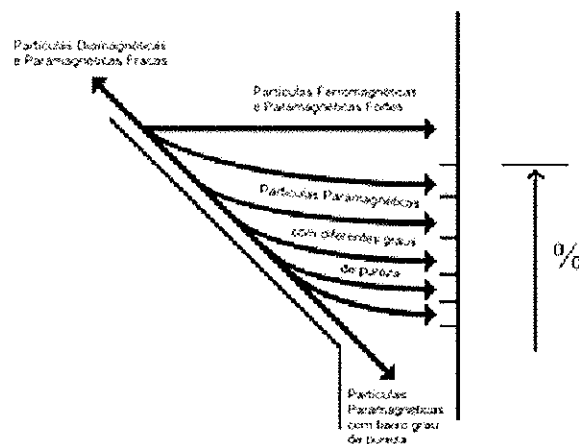 Partículas Diamagnéticas
e Paramagnéticas Fracas
Partículas Ferromagnéticas
e Paramagnéticas Fortes
Partículas Paramagnéticas
com diferentes graus
de pureza
%
Partículas
Paramagnéticas
com baixo grau
de pureza